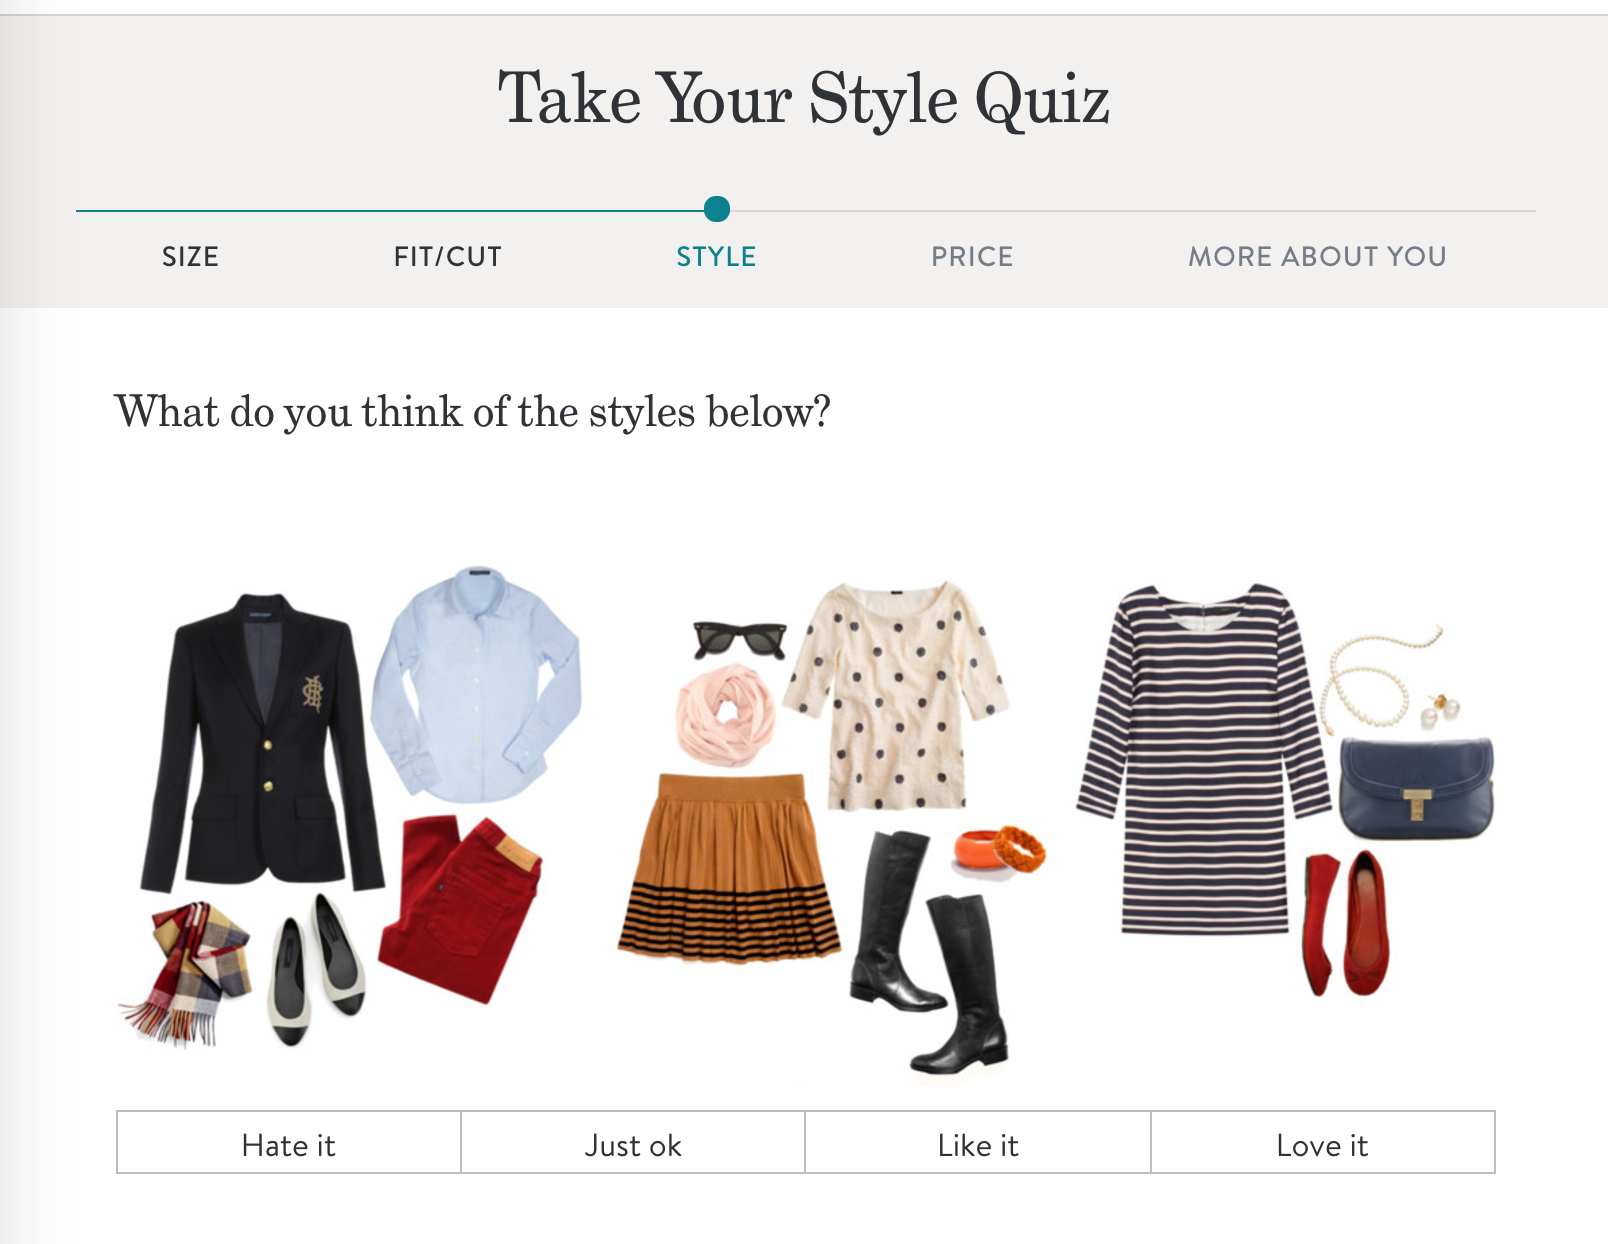 Take Your Style Quiz
SIZE
FIT/CUT
STYLE
PRICE
MORE ABOUT YOU
What do you think of the styles below?
Hate it
Just ok
Like it
Love it